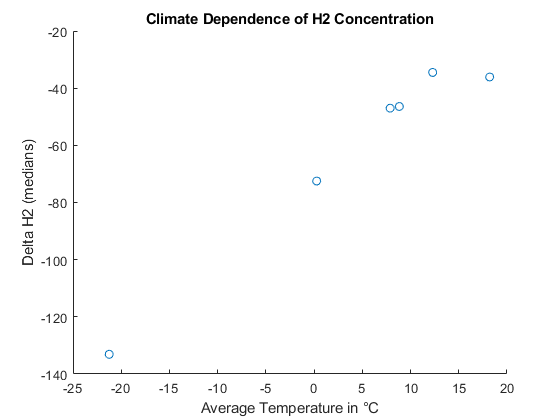 Climate Dependence of H2 Concentration
-20
-40
-60
-80
-100
-120
-140
Delta H2 (medians)
-25 -20 -15 -10 -5 0 5 10 15 20
Average Temperature in °C